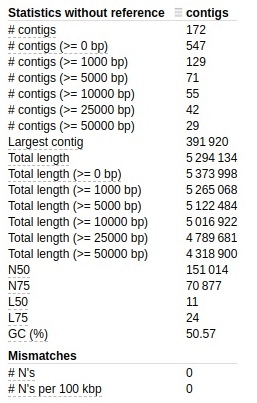 Statistics without reference contigs
# contigs 172
# contigs (>= 0 bp) 547
# contigs (>= 1000 bp) 129
# contigs (>= 5000 bp) 71
# contigs (>= 10000 bp) 55
# contigs (>= 25000 bp) 42
# contigs (>= 50000 bp) 29
Largest contig 391 920
Total length 5 294 134
Total length (>= 0 bp) 5 373 998
Total length (>= 1000 bp) 5 265 068
Total length (>= 5000 bp) 5 122 484
Total length (>= 10000 bp) 5 016 922
Total length (>= 25000 bp) 4 789 681
Total length (>= 50000 bp) 4 318 900
N50 151 014
N75 70 877
L50 11
L75 24
GC (%) 50.57
Mismatches
# N's 0
# N's per 100 kbp 0